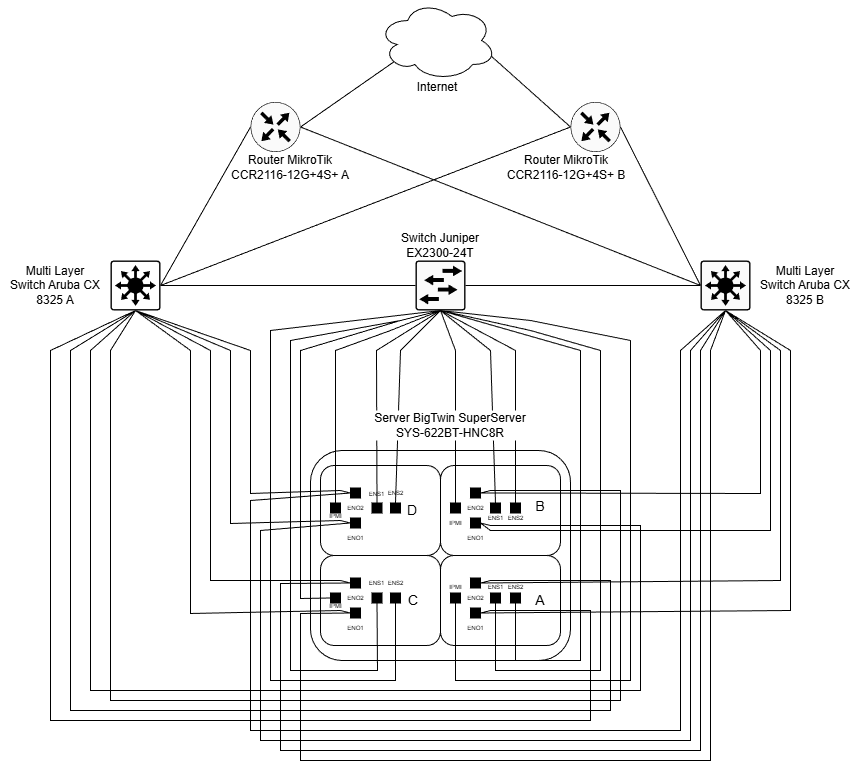 Internet
Router MikroTik
CCR2116-12G+4S+ A
Router MikroTik
CCR2116-12G+4S+ B
Switch Juniper
EX2300-24T
Multi Layer
Switch Aruba CX
8325 A
Multi Layer
Switch Aruba CX
8325 B
Server BigTwin SuperServer
SYS-622BT-HNC8R
ENS1
ENS2
IPMI
ENO2
D
ENO1
IPMI
ENO2
ENS1
ENS2
B
ENO1
ENS1
ENS2
IPMI
ENO2
C
ENO1
IPMI
ENS1
ENS2
ENO2
A
ENO1